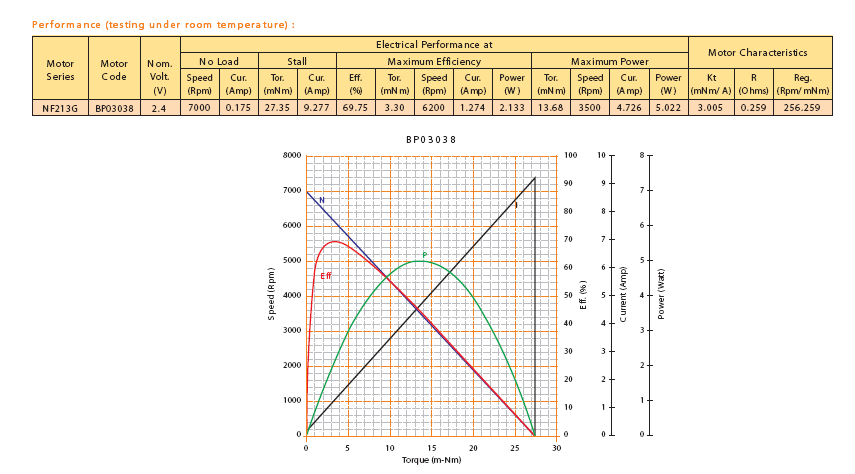 Performance (testing under room temperature) :
Motor Series
Motor Code
Nom. Volt. (V)
Electrical Performance at
Motor Characteristics
No Load
Stall
Maximum Efficiency
Maximum Power
Speed (Rpm)
Cur. (Amp)
Tor. (mNm)
Cur. (Amp)
Eff. (%)
Tor. (mNm)
Speed (Rpm)
Cur. (Amp)
Power (W)
Tor. (mNm)
Speed (Rpm)
Cur. (Amp)
Power (W)
Kt (mNm/A)
R (Ohms)
Reg. (Rpm/mNm)
NF213G BP03038 2.4 7000 0.175 27.35 9.277 69.75 3.30 6200 1.274 2.133 13.68 3500 4.726 5.022 3.005 0.259 256.259
BP03038
8000
7000
6000
5000
4000
3000
2000
1000
0
Speed (Rpm)
N
Eff
P
I
100
90
80
70
60
50
40
30
20
10
0
Eff. (%)
10
9
8
7
6
5
4
3
2
1
0
Current (Amp)
8
7
6
5
4
3
2
1
0
Power (Watt)
0 5 10 15 20 25 30
Torque (m-Nm)